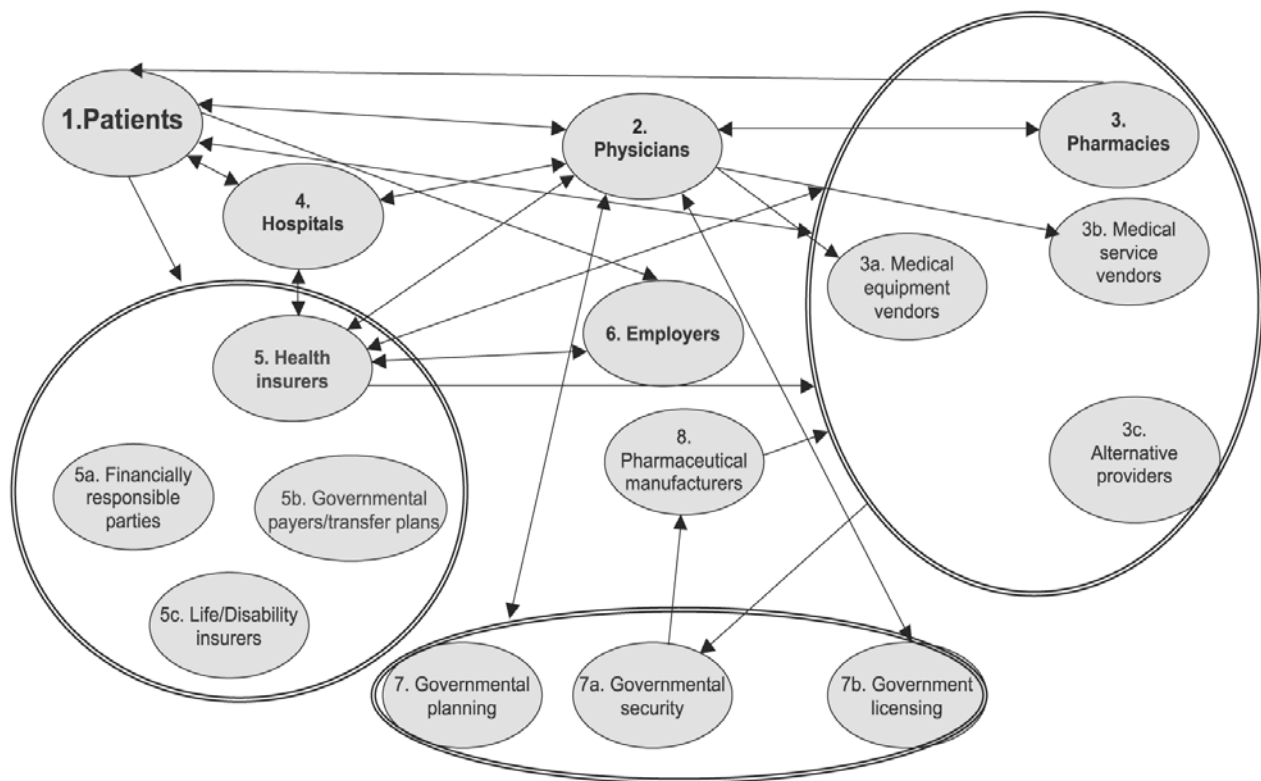 1.Patients
2.
Physicians
3.
Pharmacies
4.
Hospitals
3a. Medical
equipment
vendors
3b. Medical
service
vendors
5. Health
insurers
6. Employers
3c.
Alternative
providers
8.
Pharmaceutical
manufacturers
5a. Financially
responsible
parties
5b. Governmental
payers/transfer plans
5c. Life/Disability
insurers
7. Governmental
planning
7a. Governmental
security
7b. Government
licensing